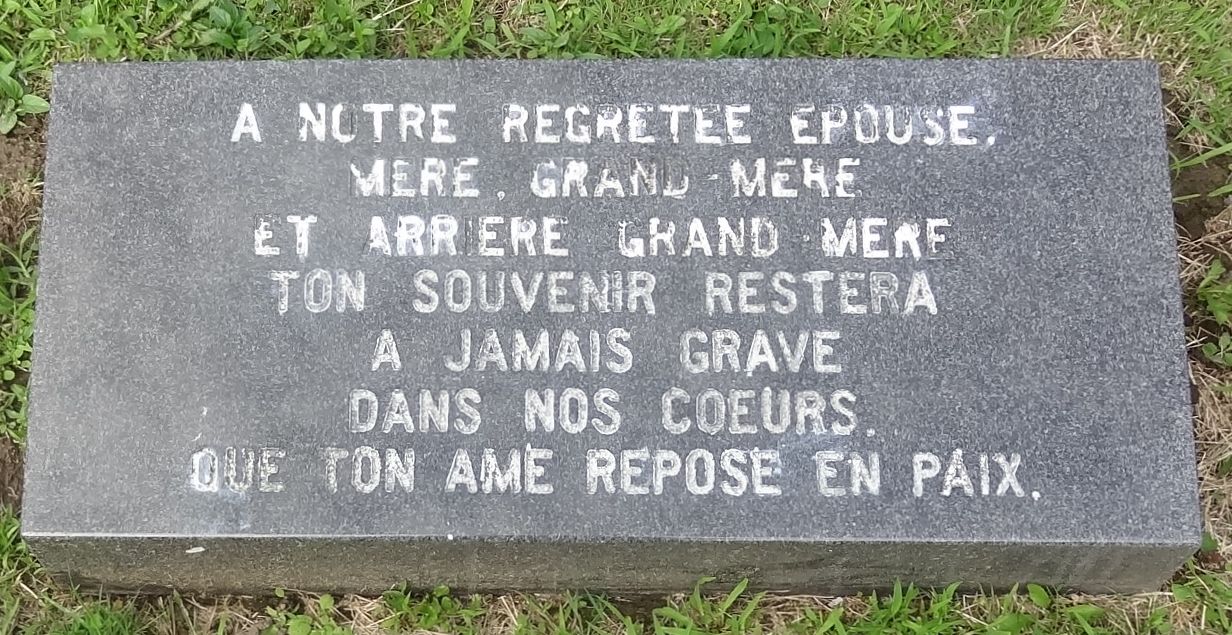 A NOTRE REGRETEE EPOUSE.
MERE, GRAND-MERE
ET ARRIERE GRAND-MERE
TON SOUVENIR RESTERA
A JAMAIS GRAVE
DANS NOS COEURS.
QUE TON AME REPOSE EN PAIX.